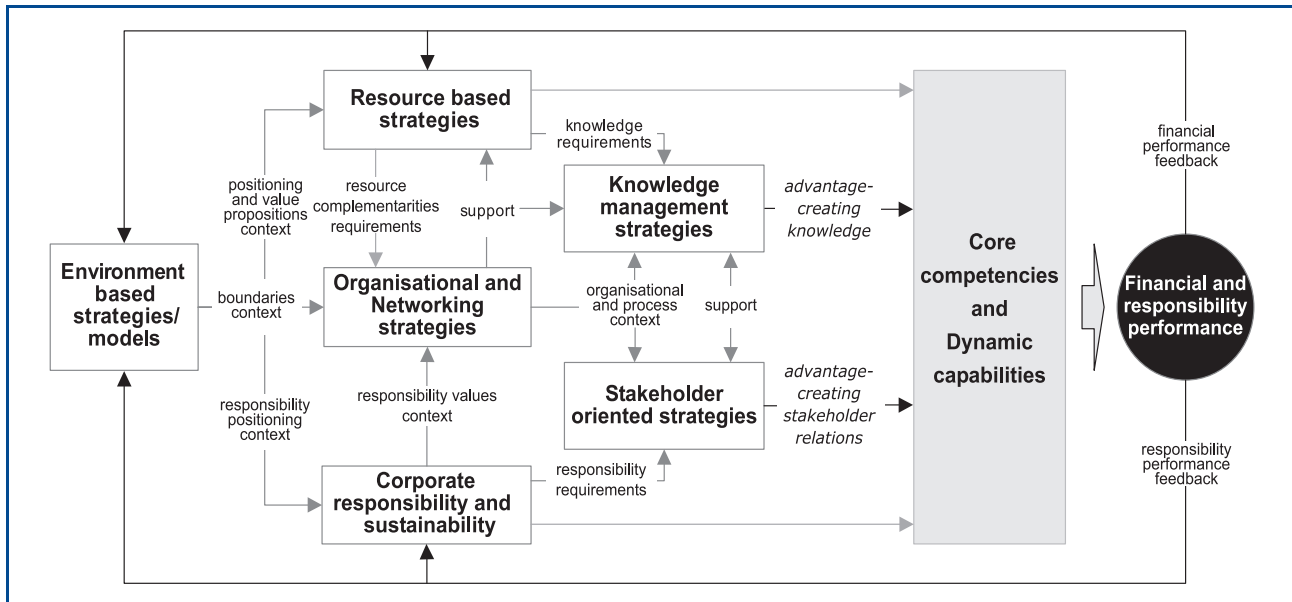 Resource based
strategies
knowledge
requirements
financial
performance
feedback
positioning
and value
propositions
context
resource
complementarities
requirements
support
Knowledge
management
strategies
advantage-
creating
knowledge
Environment
based
strategies/
models
boundaries
context
Organisational and
Networking
strategies
organisational
and process
context
support
Core
competencies
and
Dynamic
capabilities
Financial and
responsibility
performance
responsibility
positioning
context
responsibility values
context
Stakeholder
oriented strategies
advantage-
creating
stakeholder
relations
Corporate
responsibility and
sustainability
responsibility
requirements
responsibility
performance
feedback